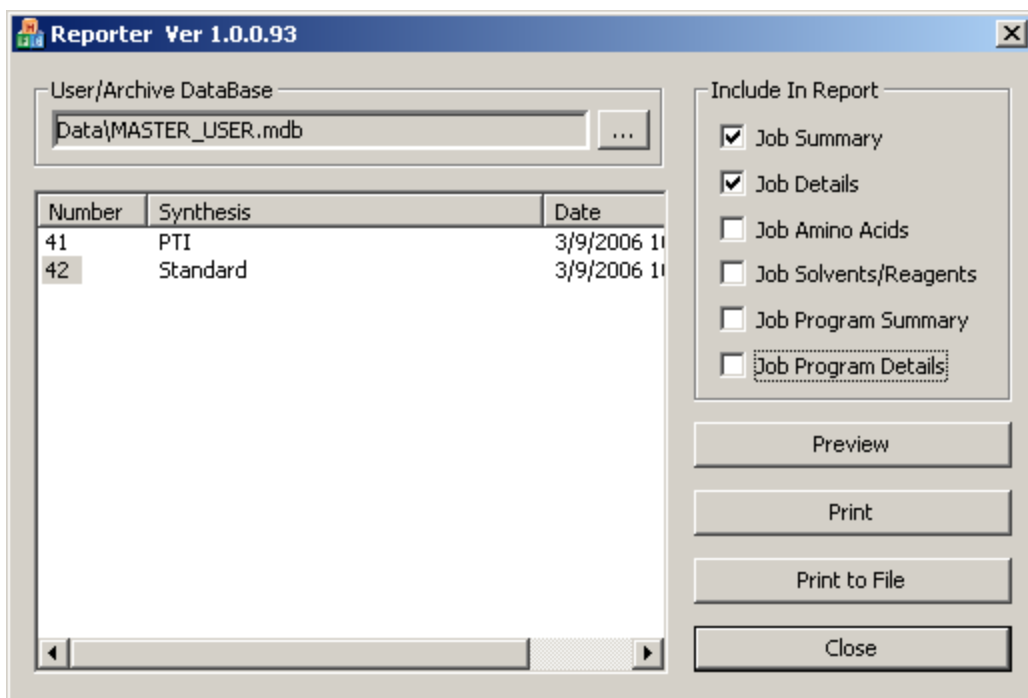 Reporter Ver 1.0.0.93
User/Archive DataBase
Data\MASTER_USER.mdb
...
Number Synthesis Date
41 PTI 3/9/2006 1
42 Standard 3/9/2006 1
Include In Report
Job Summary
Job Details
Job Amino Acids
Job Solvents/Reagents
Job Program Summary
Job Program Details
Preview
Print
Print to File
Close